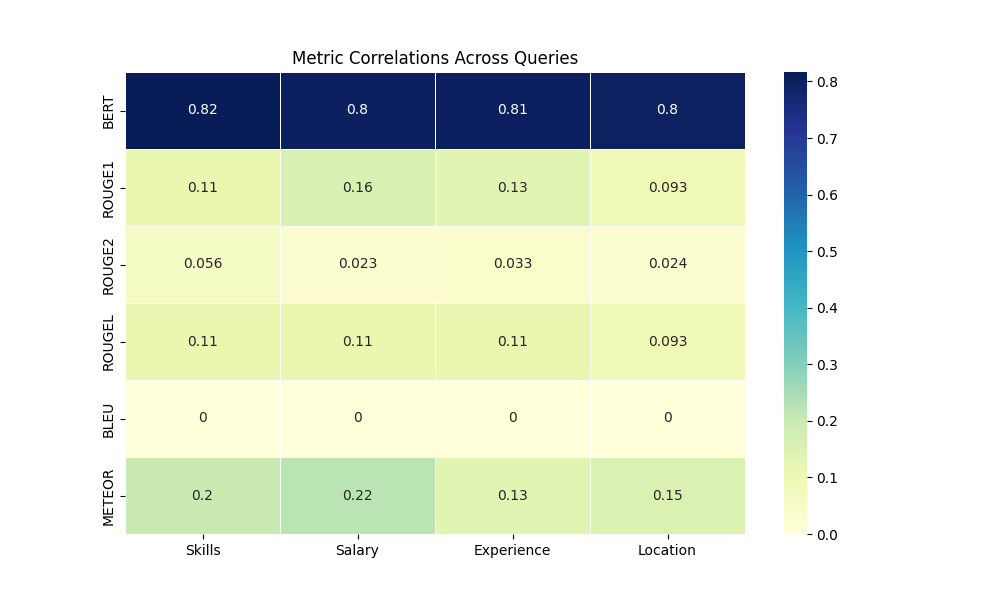 Metric Correlations Across Queries
BERT 0.82 0.8 0.81 0.8
ROUGE1 0.11 0.16 0.13 0.093
ROUGE2 0.056 0.023 0.033 0.024
ROUGEL 0.11 0.11 0.11 0.093
BLEU 0 0 0 0
METEOR 0.2 0.22 0.13 0.15
Skills Salary Experience Location
0.8
0.7
0.6
0.5
0.4
0.3
0.2
0.1
0.0